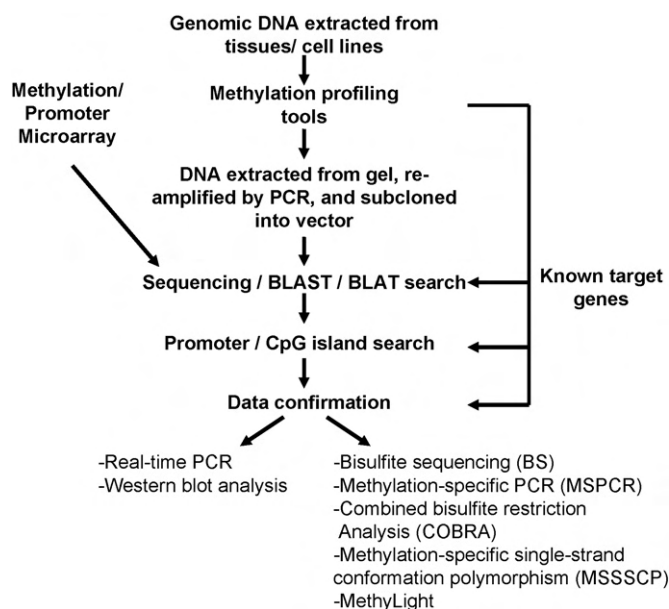 Genomic DNA extracted from
tissues/ cell lines
Methylation/
Promoter
Microarray
Methylation profiling
tools
DNA extracted from gel, re-
amplified by PCR, and subcloned
into vector
Sequencing / BLAST / BLAT search
Known target
genes
Promoter / CpG island search
Data confirmation
-Real-time PCR
-Western blot analysis
-Bisulfite sequencing (BS)
-Methylation-specific PCR (MSPCR)
-Combined bisulfite restriction
Analysis (COBRA)
-Methylation-specific single-strand
conformation polymorphism (MSSSCP)
-MethyLight